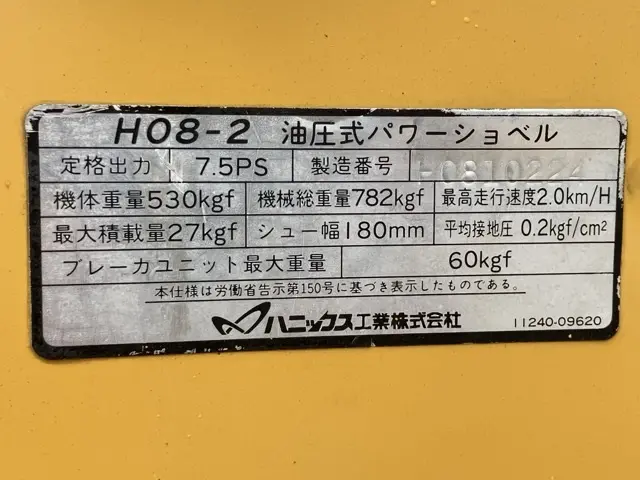 HO8-2 油圧式パワーショベル
定格出力 7.5PS 製造番号 HO810224
機体重量530kgf 機械総重量782kgf 最高走行速度2.0km/H
最大積載量27kgf シュー幅180mm 平均接地圧 0.2kgf/cm²
ブレーカユニット最大重量 60kgf
本仕様は労働省告示第150号に基づき表示したものである。
ハニックス工業株式会社 11240-09620